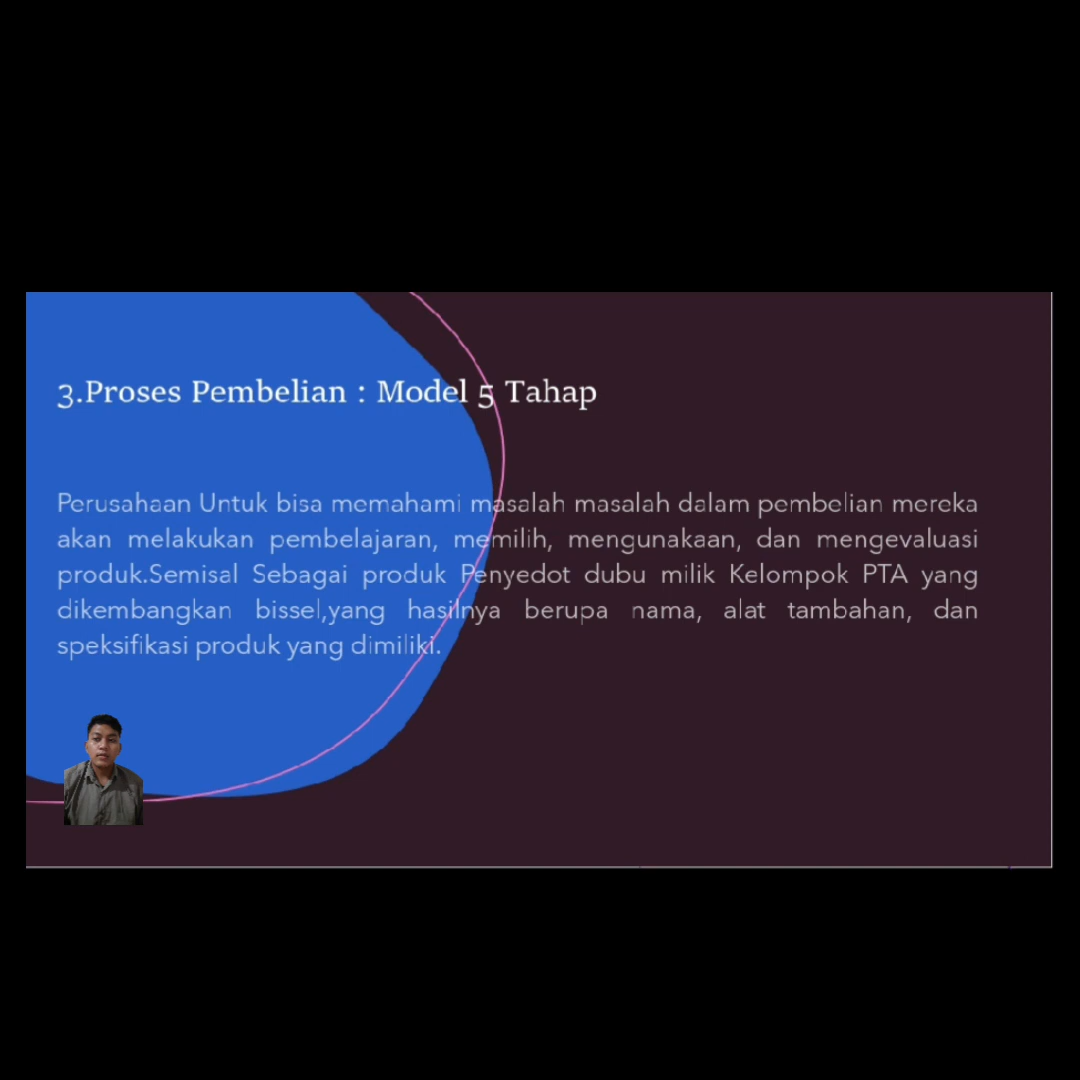 3.Proses Pembelian : Model 5 Tahap
Perusahaan Untuk bisa memahami masalah masalah dalam pembelian mereka
akan melakukan pembelajaran, memilih, mengunakaan, dan mengevaluasi
produk.Semisal Sebagai produk Penyedot dubu milik Kelompok PTA yang
dikembangkan bissel,yang hasilnya berupa nama, alat tambahan, dan
speksifikasi produk yang dimiliki.